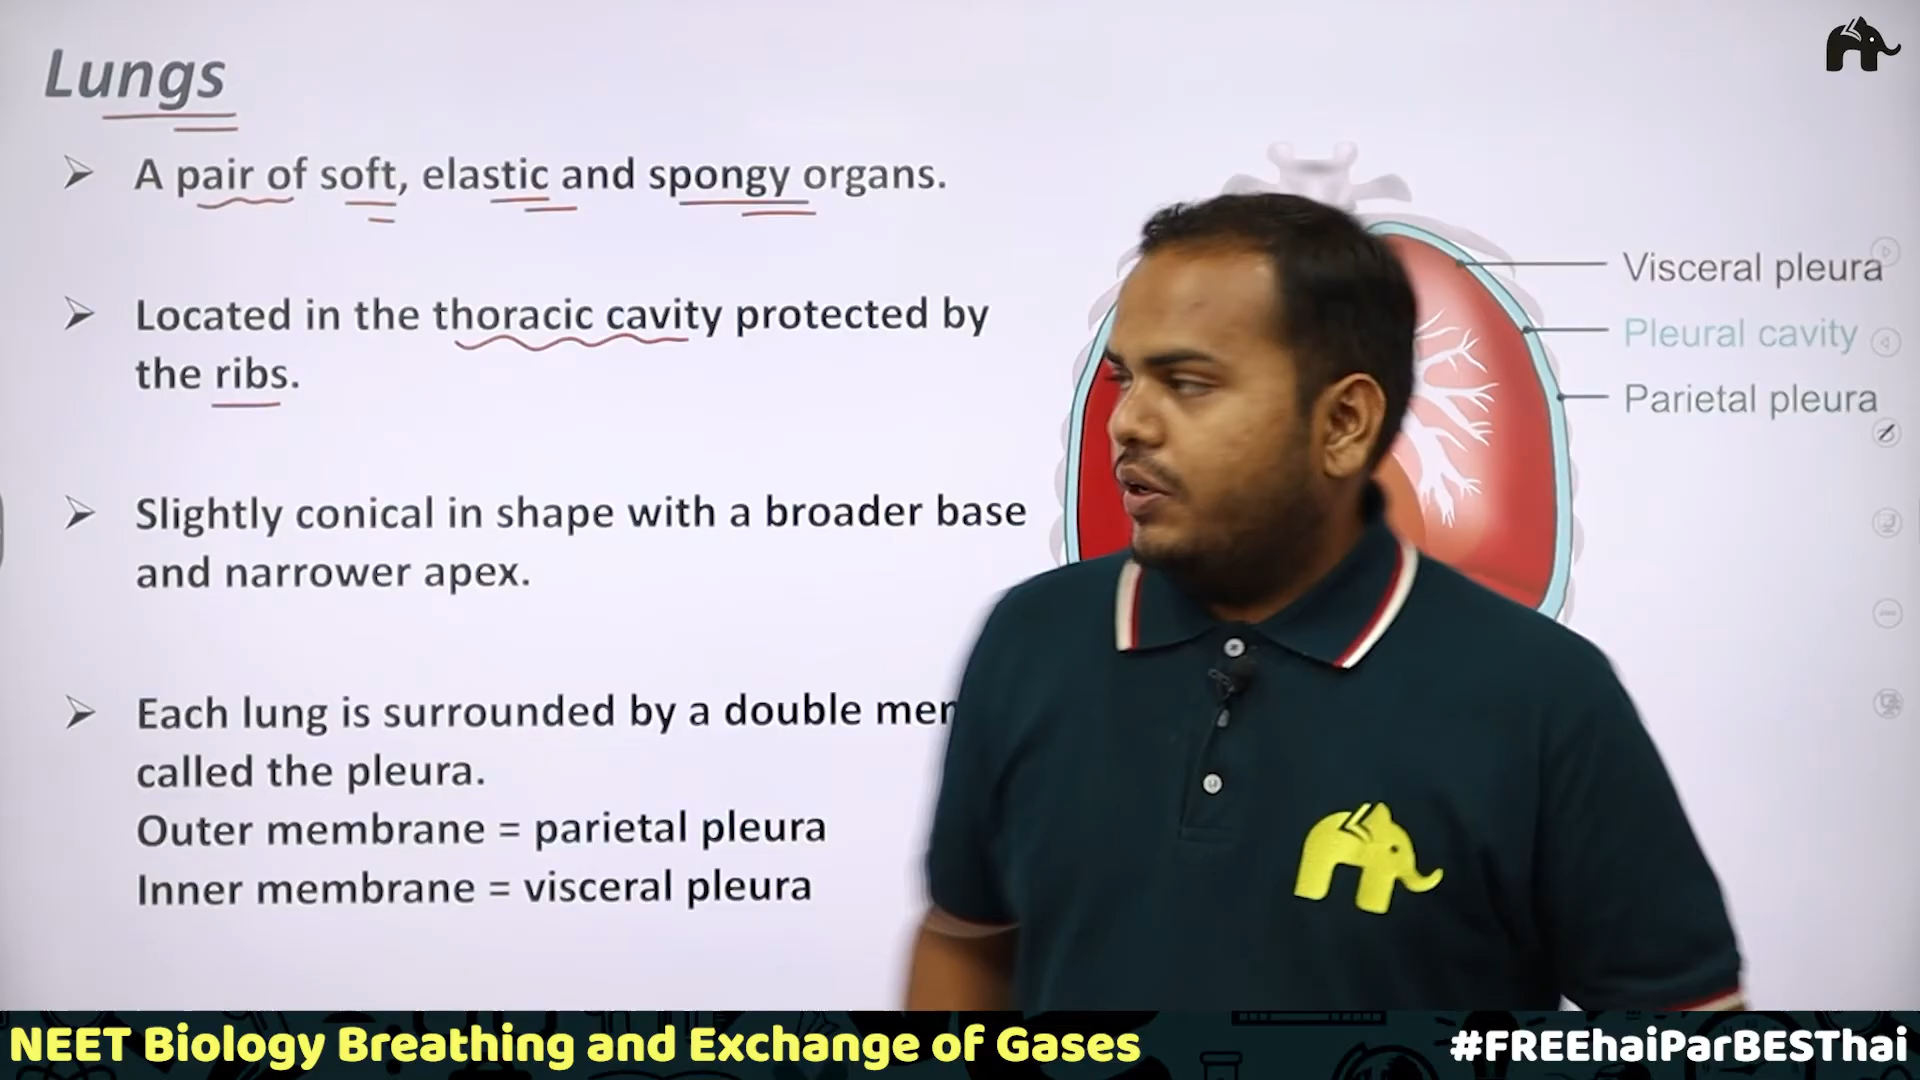 Lungs
A pair of soft, elastic and spongy organs.
Located in the thoracic cavity protected by
the ribs.
Slightly conical in shape with a broader base
and narrower apex.
Each lung is surrounded by a double
called the pleura.
Outer membrane = parietal pleura
Inner membrane = visceral pleura
Visceral pleura
Pleural cavity
Parietal pleura
NEET Biology Breathing and Exchange of Gases
#FREEhaiParBESThai